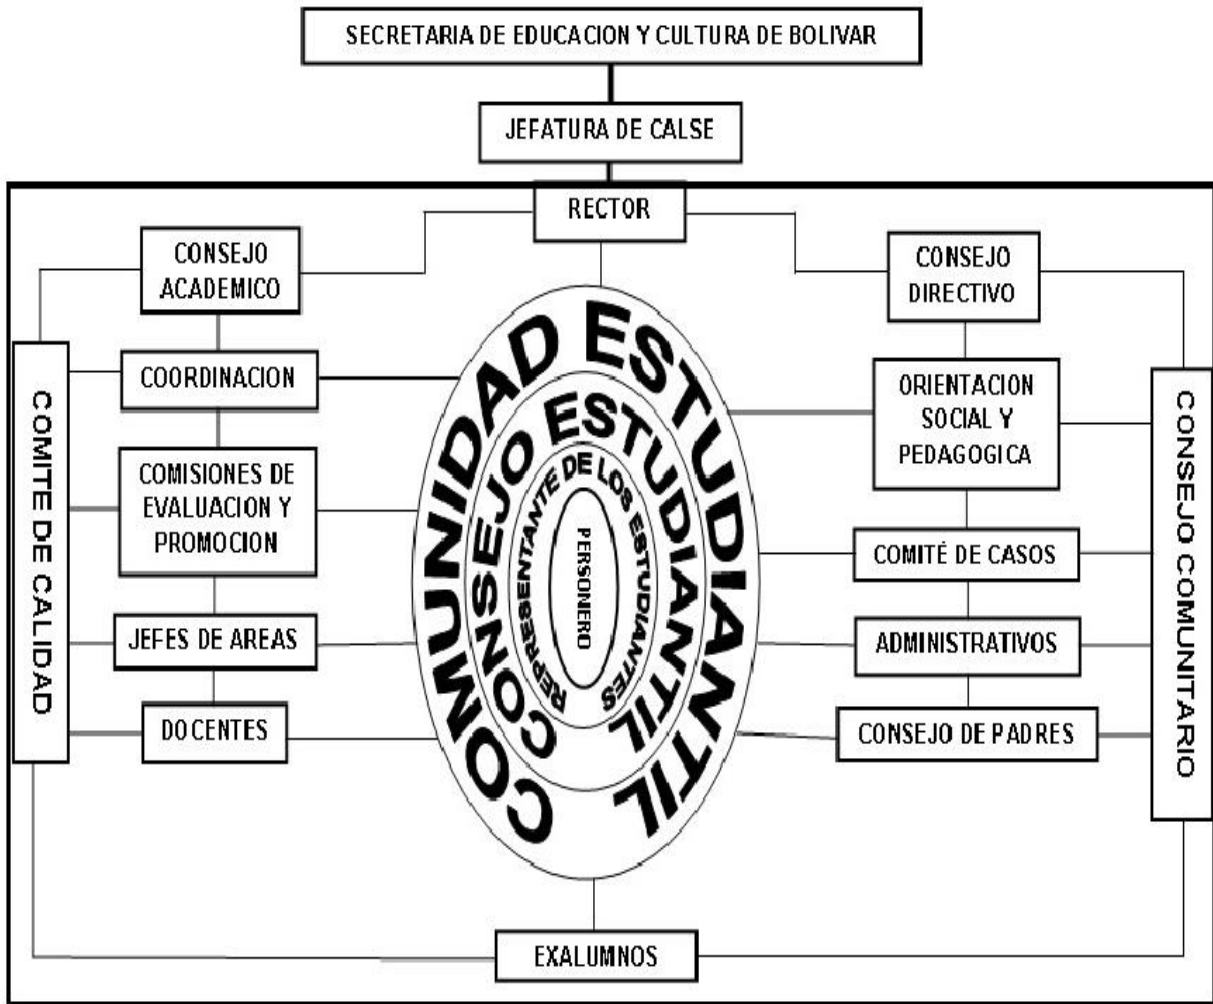 SECRETARIA DE EDUCACION Y CULTURA DE BOLIVAR
JEFATURA DE CALSE
RECTOR
CONSEJO
ACADEMICO
CONSEJO
DIRECTIVO
COORDINACION
ORIENTACION
SOCIAL Y
PEDAGOGICA
COMISIONES DE
EVALUACION Y
PROMOCION
COMITÉ DE CASOS
JEFES DE AREAS
ADMINISTRATIVOS
DOCENTES
CONSEJO DE PADRES
COMITE DE CALIDAD
CONSEJO COMUNITARIO
COMUNIDAD ESTUDIANTIL
CONSEJO ESTUDIANTIL
REPRESENTANTE DE LOS ESTUDIANTES
PERSONERO
EXALUMNOS